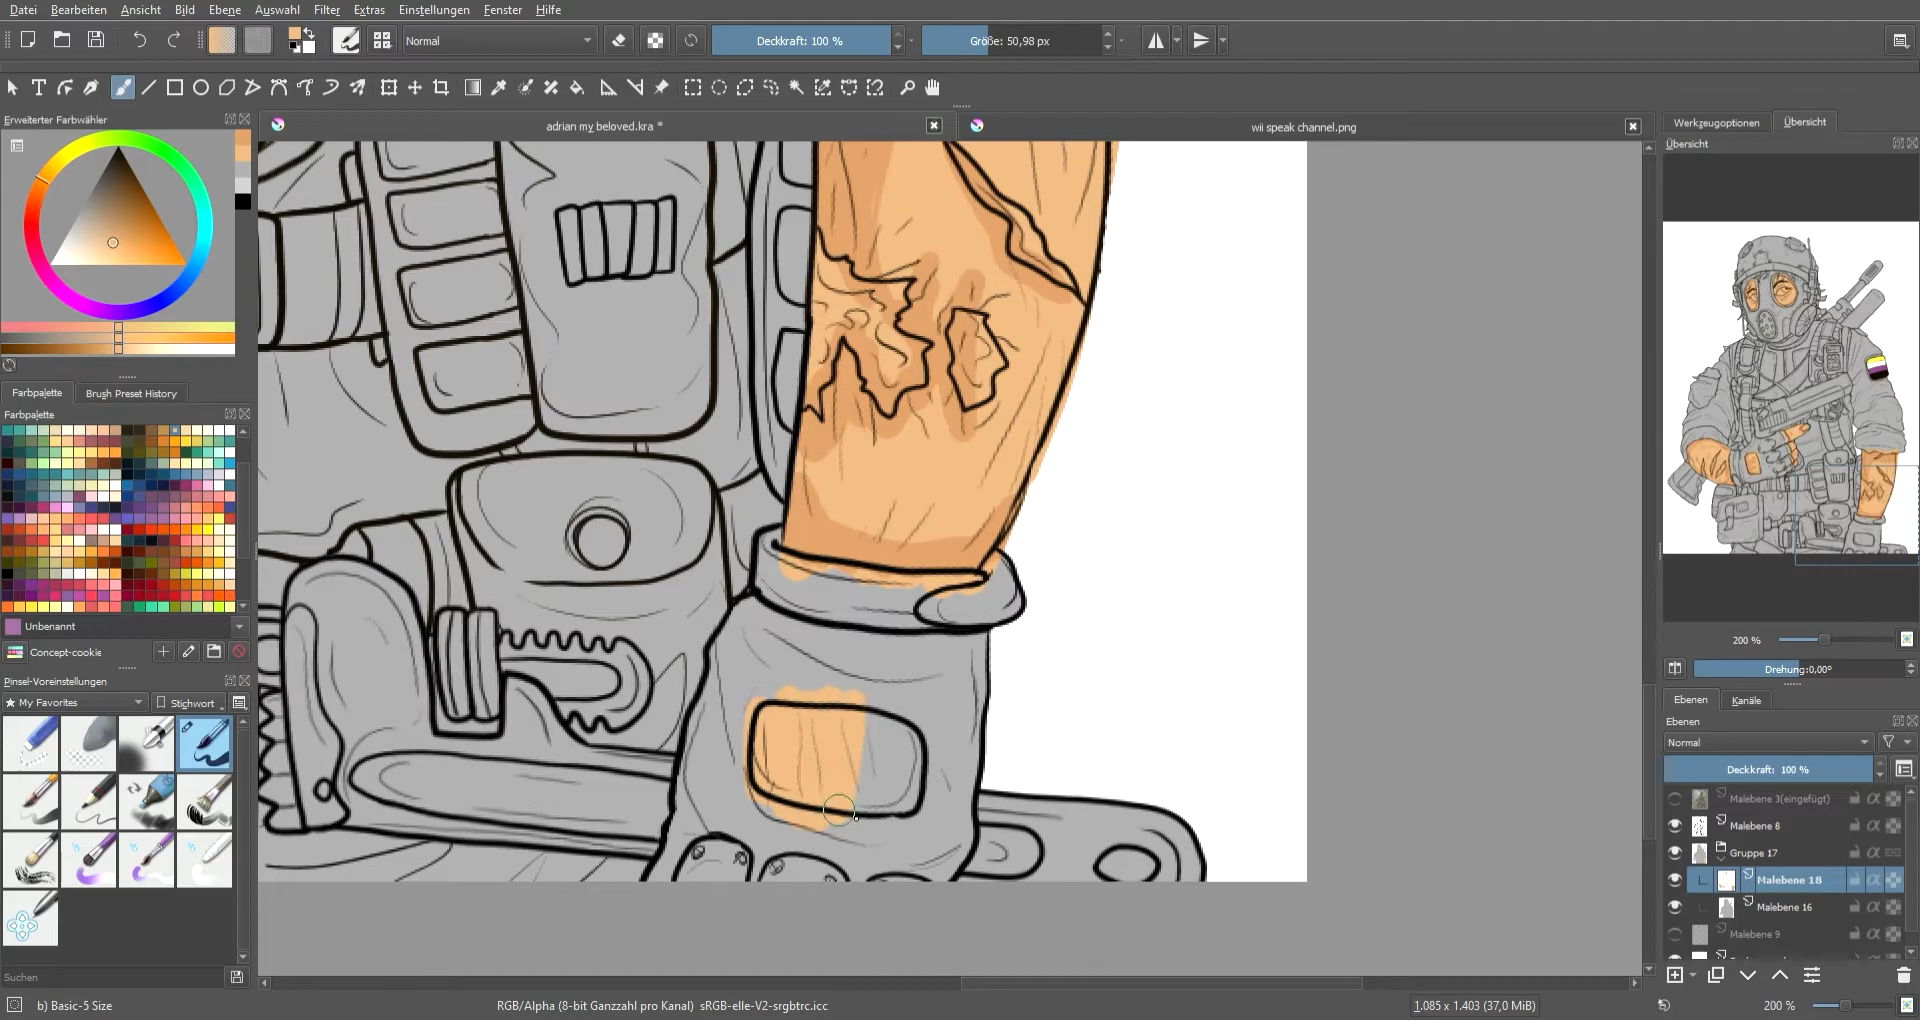 Datei Bearbeiten Ansicht Bild Ebene Auswahl Filter Extras Einstellungen Fenster Hilfe
Normal Deckkraft: 100 % Größe: 50,98 px
Erweiterter Farbwähler
adrian my beloved.kra *
wii speak channel.png
Werkzeugoptionen Übersicht
Übersicht
Farbpalette Brush Preset History
Farbpalette
Unbenannt
Concept-cookie
Pinsel-Voreinstellungen
My Favorites Stichwort
Suchen
200 %
Drehung:0,00°
Ebenen Kanäle
Ebenen
Normal
Deckkraft: 100 %
Malebene 3(eingefügt)
Malebene 8
Gruppe 17
Malebene 18
Malebene 16
Malebene 9
b) Basic-5 Size RGB/Alpha (8-bit Ganzzahl pro Kanal) sRGB-elle-V2-srgbtrc.icc 1.085 x 1.403 (37,0 MiB) 200 %